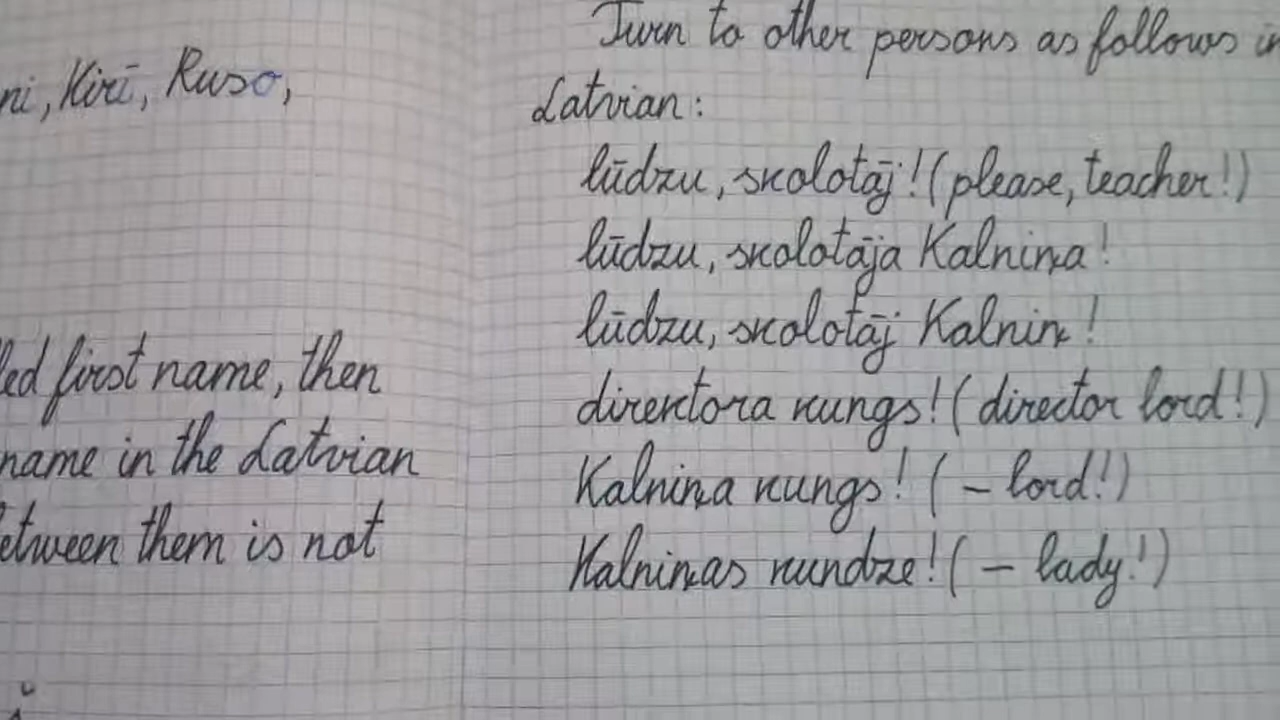 ni, Kirī, Ruso,
led first name, then
name in the Latvian
etween them is not
Turn to other persons as follows in
Latvian:
lūdzu, skolotāj! (please, teacher!)
lūdzu, skolotāja Kalniņa!
lūdzu, skolotāj Kalniņ!
direktora kungs! (director lord!)
Kalniņa kungs! (– lord!)
Kalniņas kundze! (– lady!)